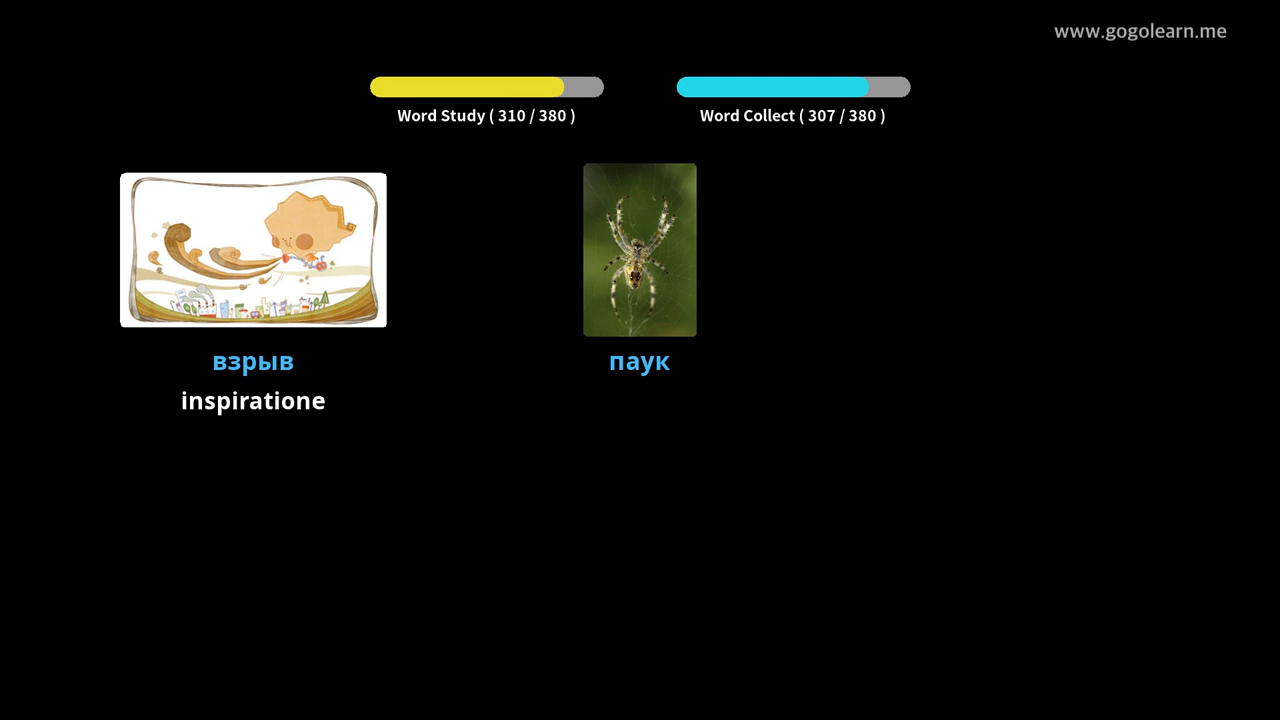 www.gogolearn.me
Word Study ( 310 / 380 )
Word Collect ( 307 / 380 )
взрыв
inspiratione
паук